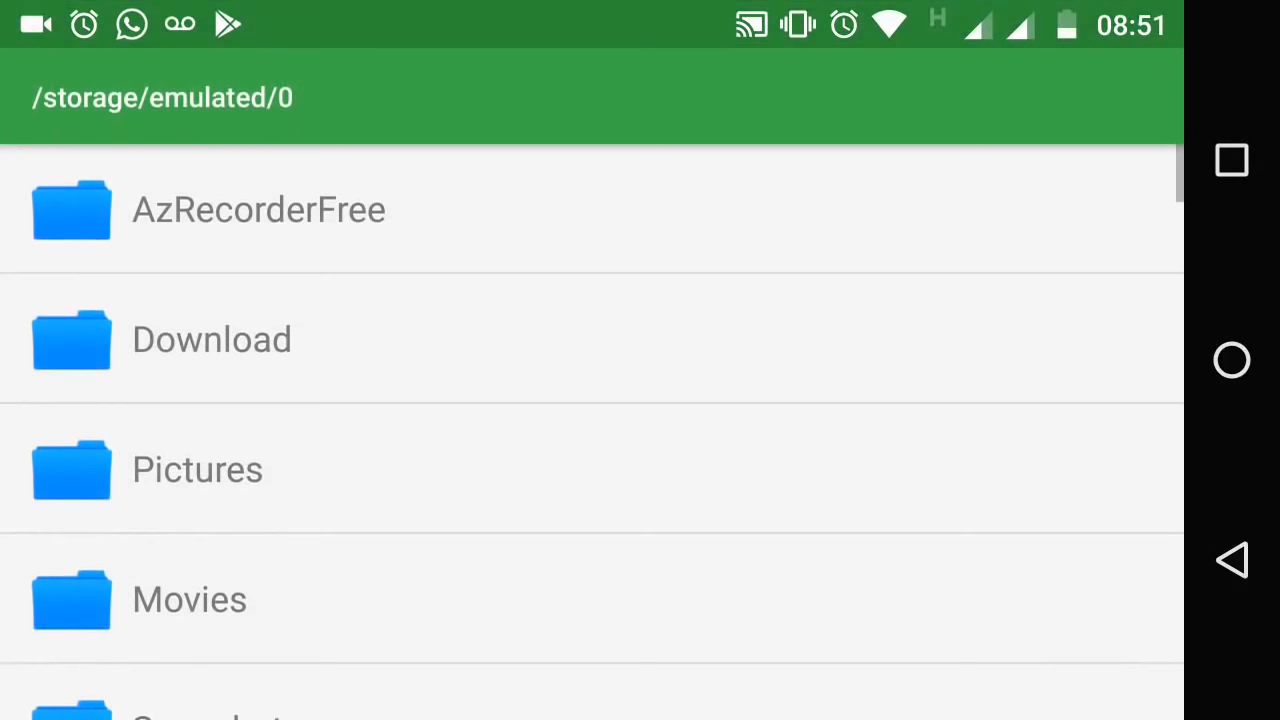 H 08:51
/storage/emulated/0
AzRecorderFree
Download
Pictures
Movies